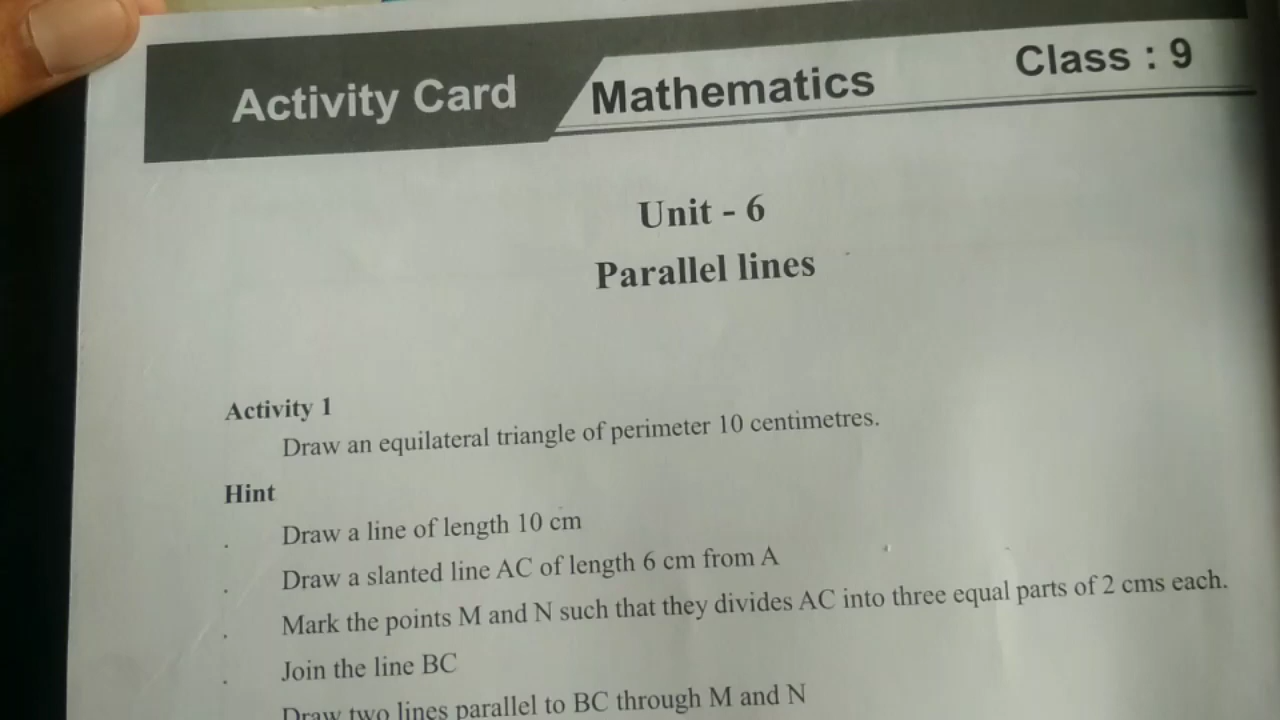 Activity Card Mathematics Class : 9
Unit - 6
Parallel lines
Activity 1
Draw an equilateral triangle of perimeter 10 centimetres.
Hint
. Draw a line of length 10 cm
. Draw a slanted line AC of length 6 cm from A
. Mark the points M and N such that they divides AC into three equal parts of 2 cms each.
. Join the line BC
Draw two lines parallel to BC through M and N